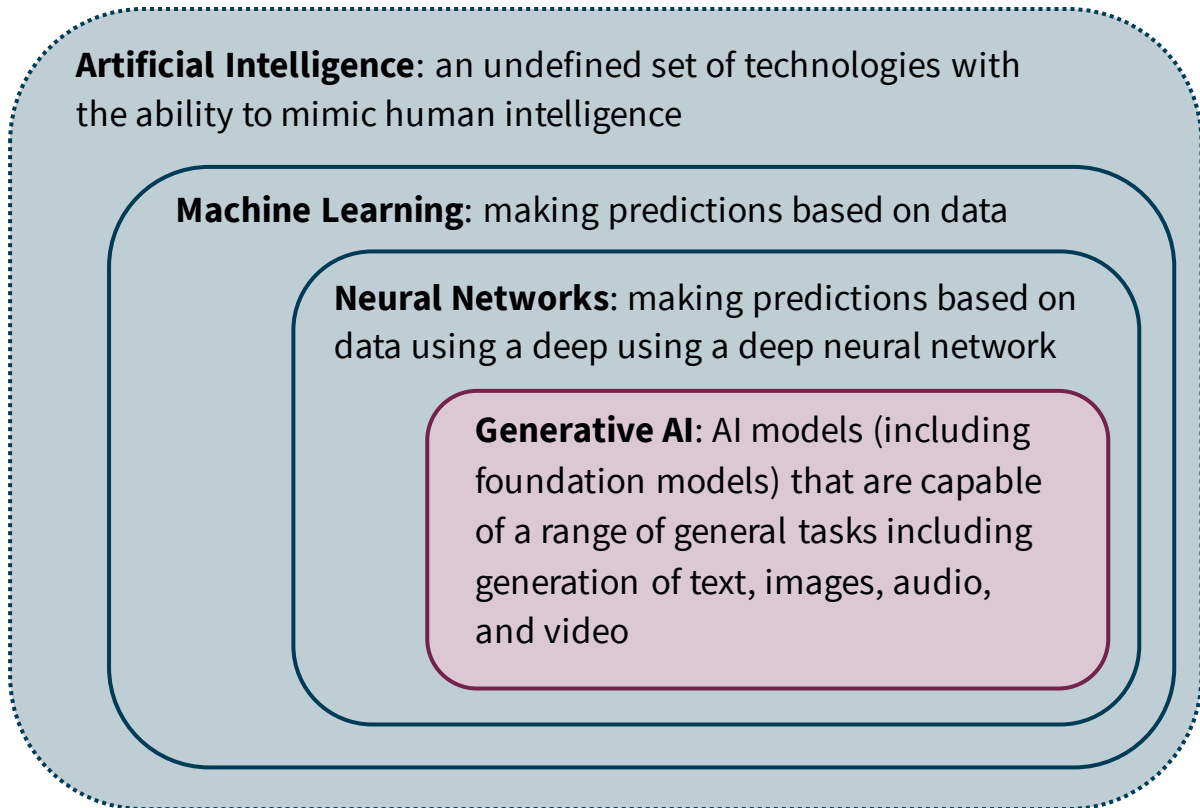 Artificial Intelligence: an undefined set of technologies with
the ability to mimic human intelligence
Machine Learning: making predictions based on data
Neural Networks: making predictions based on
data using a deep using a deep neural network
Generative AI: AI models (including
foundation models) that are capable
of a range of general tasks including
generation of text, images, audio,
and video